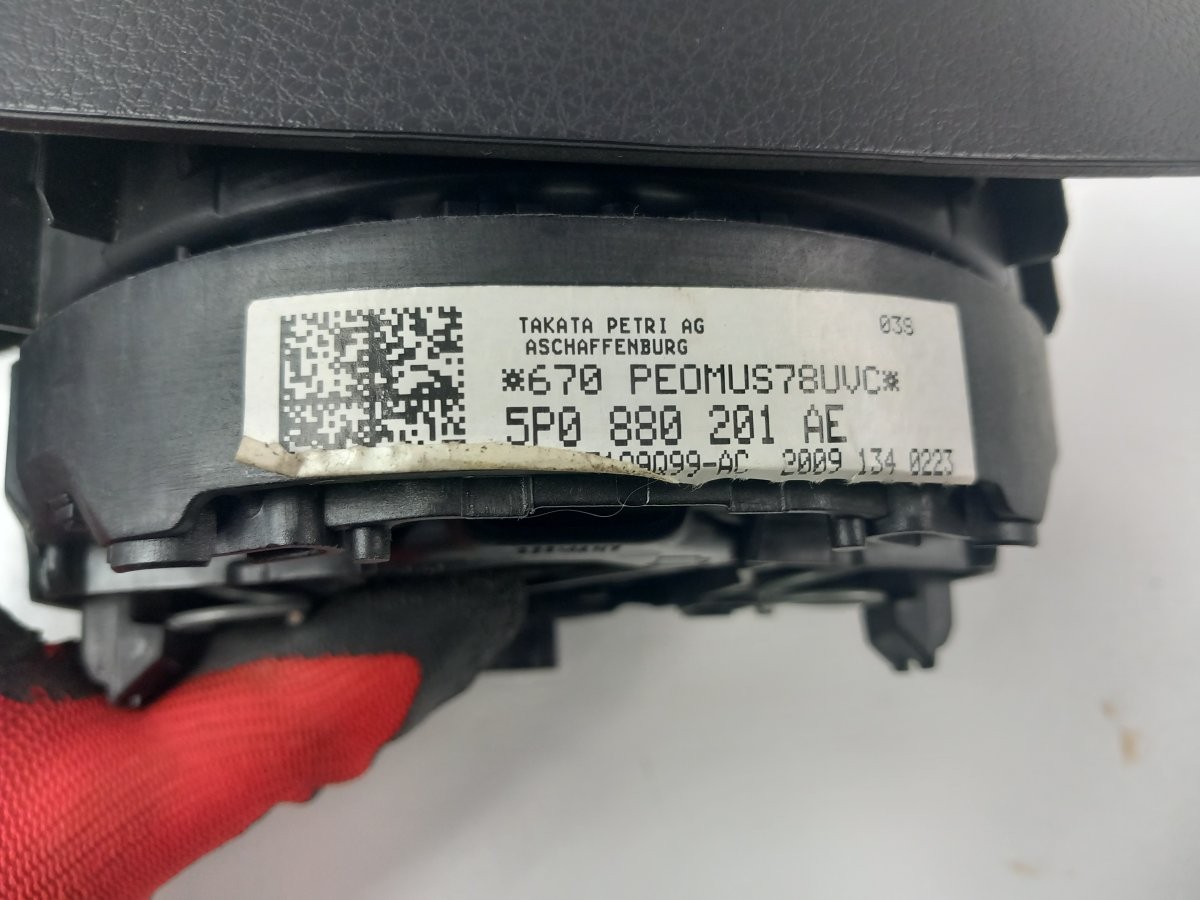 TAKATA PETRI AG 038
ASCHAFFENBURG
*670 PEOMUS78UVC*
5P0 880 201 AE
2009 134 0223